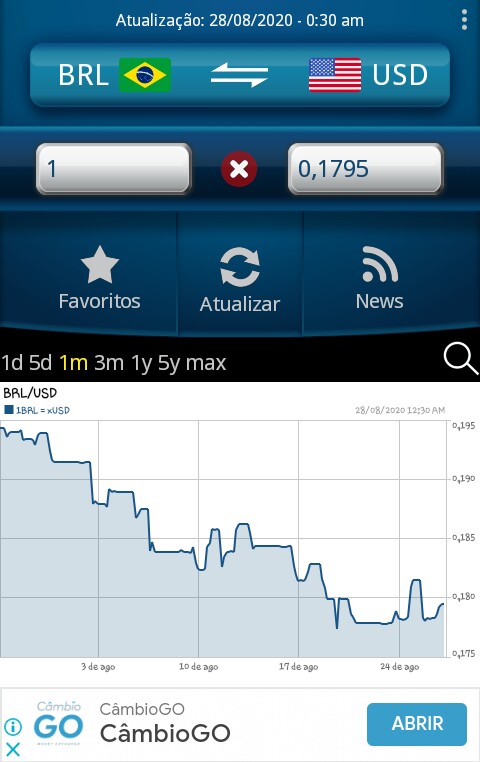 Atualização: 28/08/2020 - 0:30 am
BRL USD
1 0,1795
Favoritos Atualizar News
1d 5d 1m 3m 1y 5y max
BRL/USD
1BRL = xUSD 28/08/2020 12:30 AM
0,195
0,190
0,185
0,180
0,175
3 de ago 10 de ago 17 de ago 24 de ago
Câmbio
GO
MONEY EXCHANGE
CâmbioGO
CâmbioGO
ABRIR